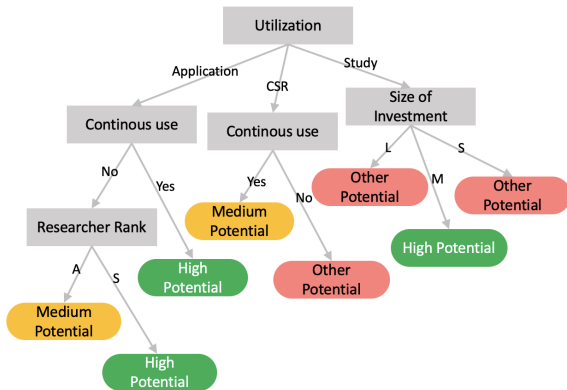 Utilization
Application
CSR
Study
Continous use
Continous use
Size of
Investment
No
Yes
Yes
No
L
M
S
Researcher Rank
Medium
Potential
Other
Potential
Other
Potential
High Potential
A
S
High
Potential
Other
Potential
Medium
Potential
High
Potential